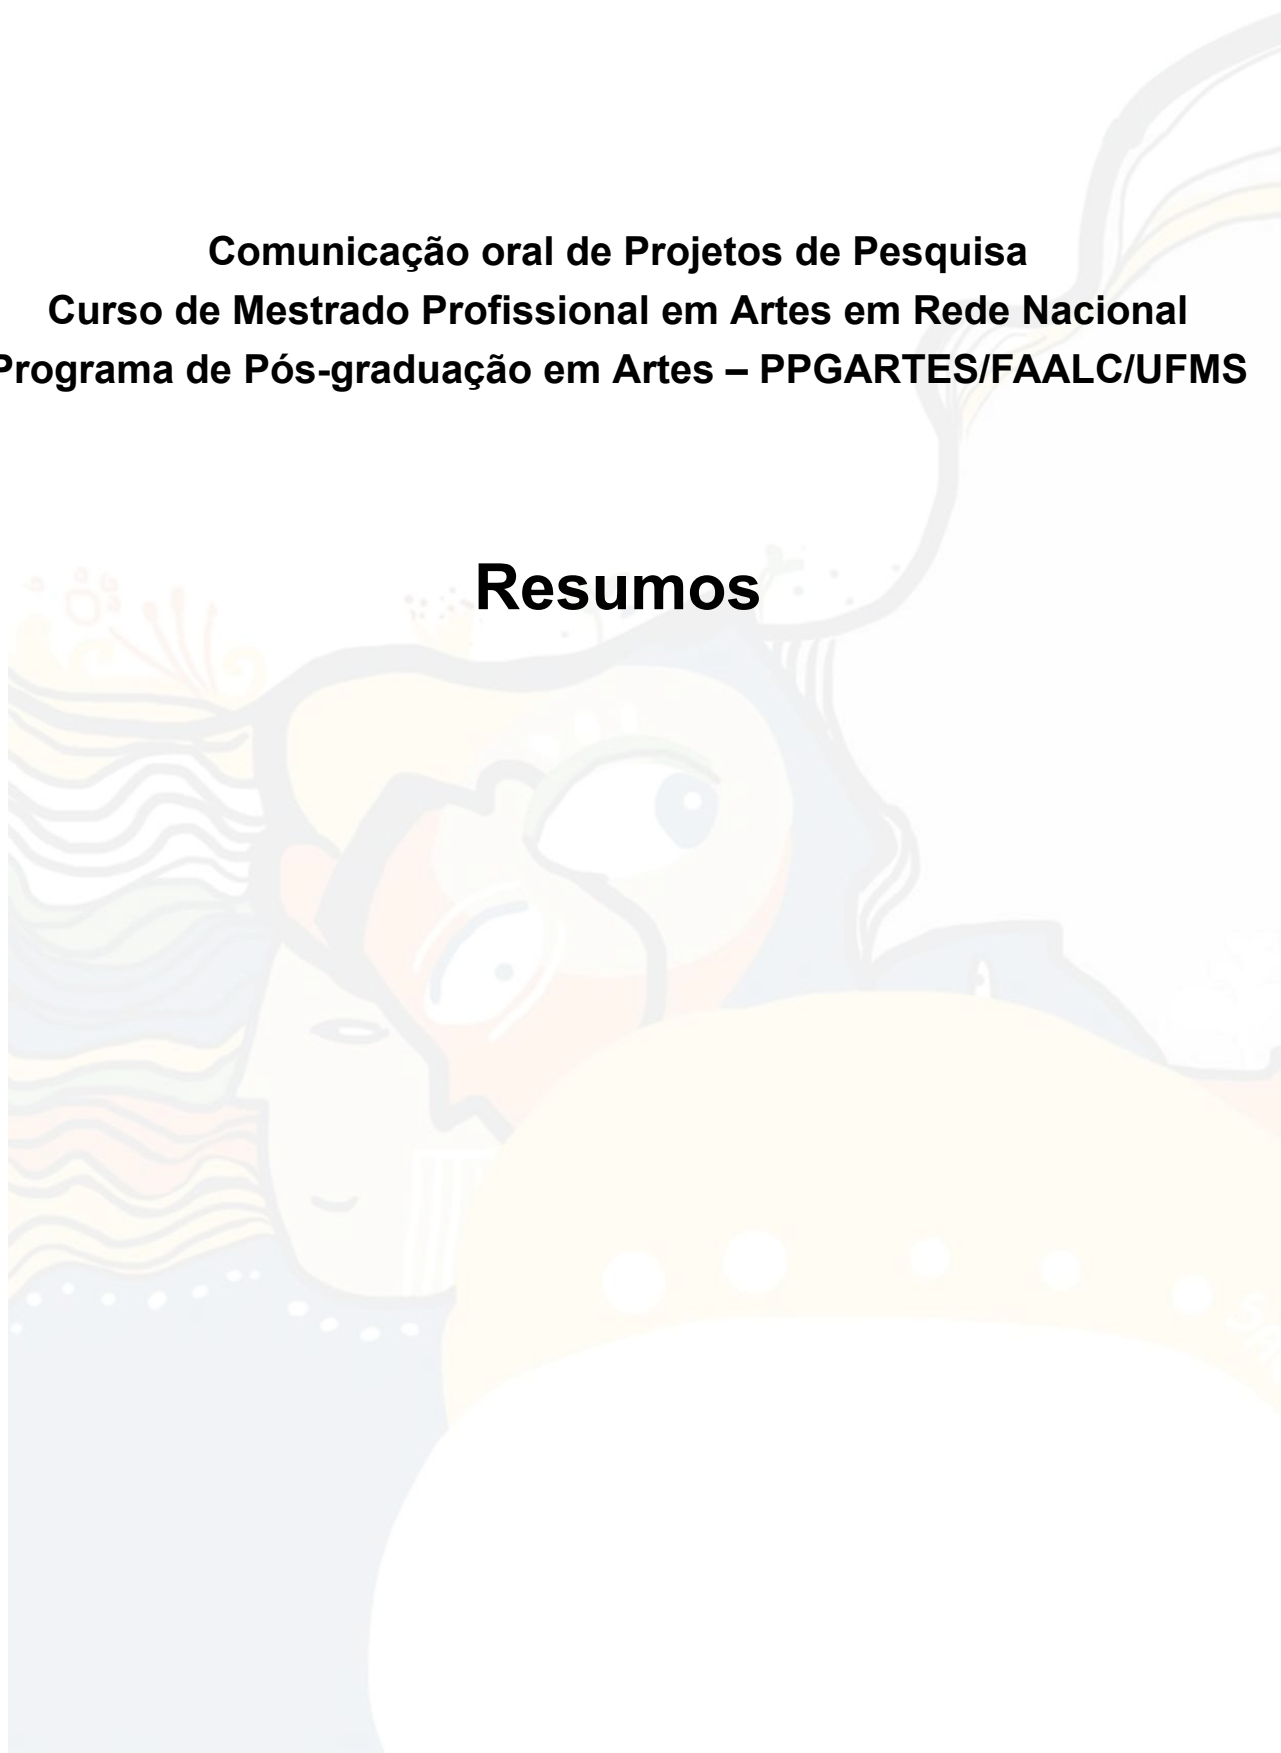 Comunicação oral de Projetos de Pesquisa
Curso de Mestrado Profissional em Artes em Rede Nacional
Programa de Pós-graduação em Artes – PPGARTES/FAALC/UFMS
Resumos